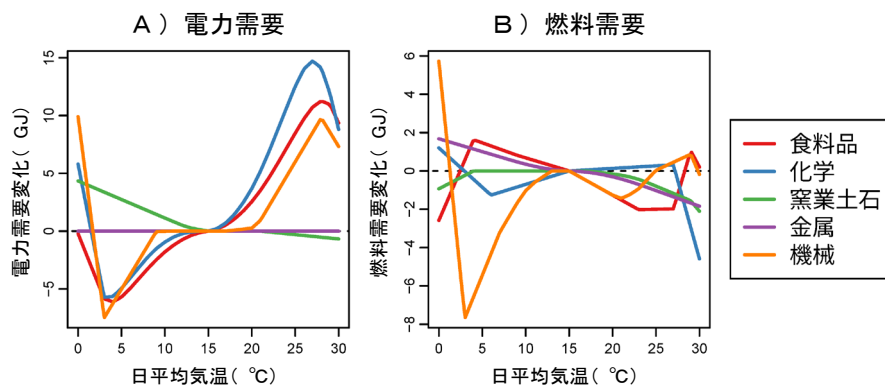 A ）電力需要
電力需要変化( GJ)
15
10
5
0
−5
0 5 10 15 20 25 30
日平均気温( ℃)
B ）燃料需要
燃料需要変化( GJ)
6
4
2
0
−2
−4
−6
−8
0 5 10 15 20 25 30
日平均気温( ℃)
食料品
化学
窯業土石
金属
機械